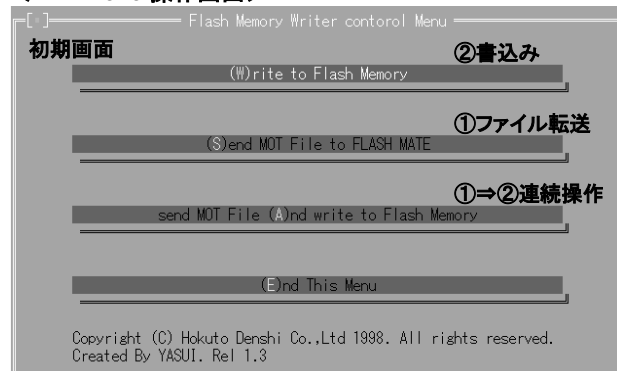 [ ] Flash Memory Writer contorol Menu
初期画面
②書込み
(W)rite to Flash Memory
①ファイル転送
(S)end MOT File to FLASH MATE
①⇒②連続操作
send MOT File (A)nd write to Flash Memory
(E)nd This Menu
Copyright (C) Hokuto Denshi Co.,Ltd 1998. All rights reserved.
Created By YASUI. Rel 1.3